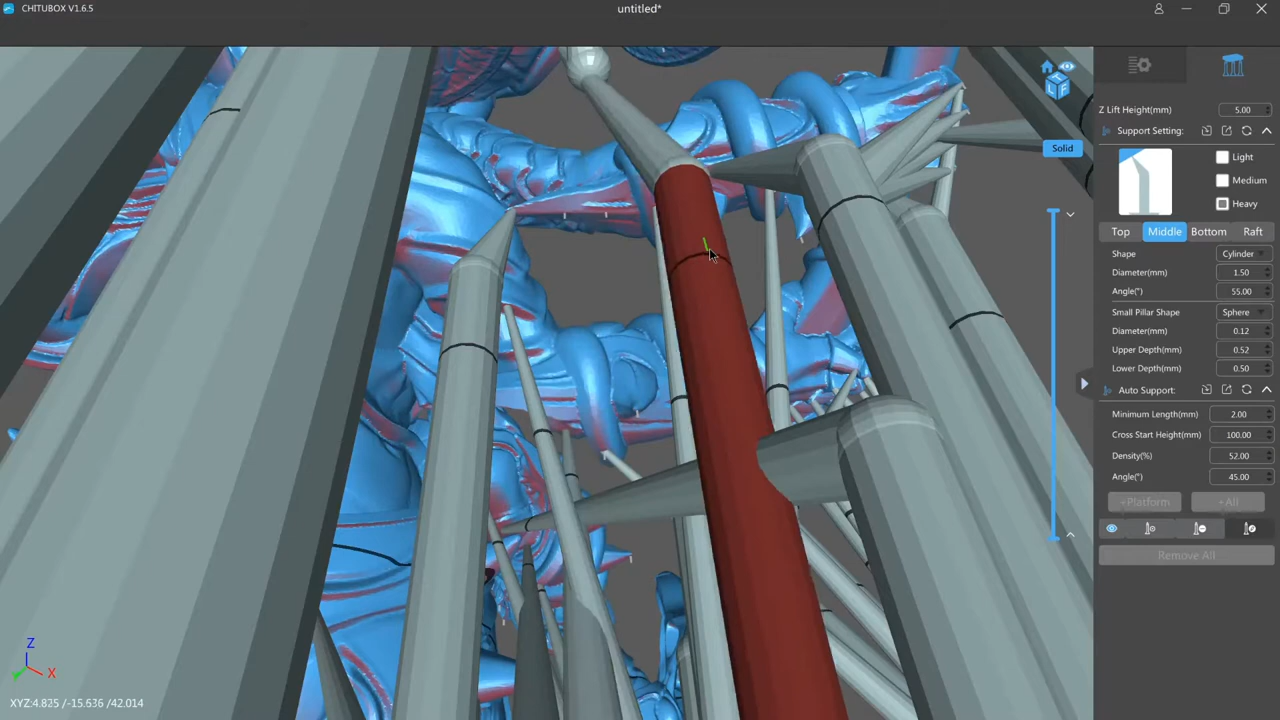 CHITUBOX V1.6.5
untitled*
Z Lift Height(mm) 5.00
Support Setting:
Solid
Light
Medium
Heavy
Top Middle Bottom Raft
Shape Cylinder
Diameter(mm) 1.50
Angle(°) 55.00
Small Pillar Shape Sphere
Diameter(mm) 0.12
Upper Depth(mm) 0.52
Lower Depth(mm) 0.50
Auto Support:
Minimum Length(mm) 2.00
Cross Start Height(mm) 100.00
Density(%) 52.00
Angle(°) 45.00
+Platform +All
Remove All
Z
X
T
L F
XYZ:4.825 /-15.636 /42.014